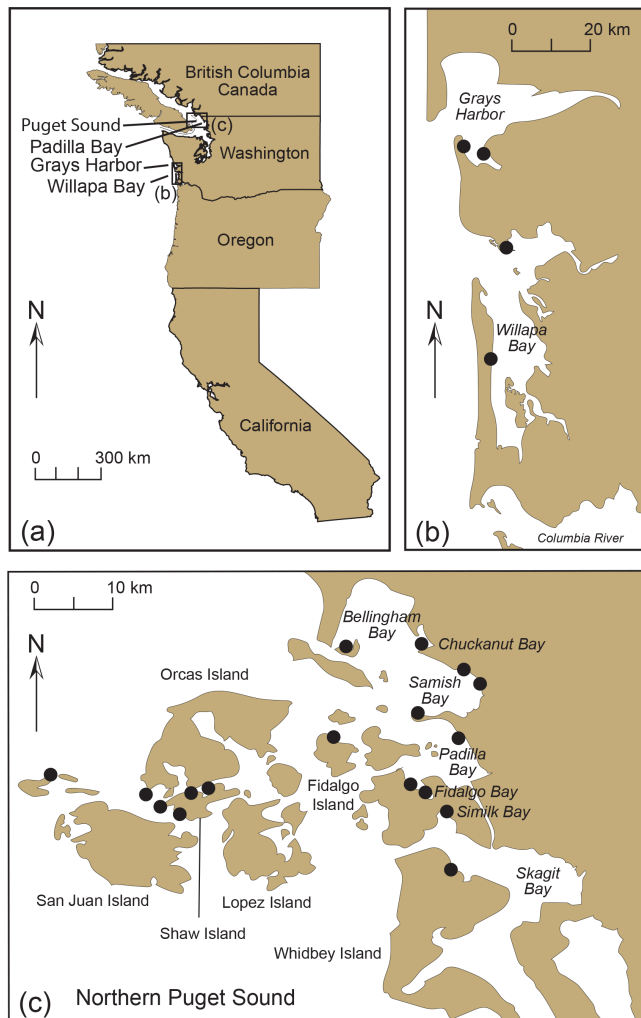 British Columbia
Canada
Puget Sound
(c)
Padilla Bay
Washington
Grays Harbor
Willapa Bay
(b)
Oregon
N
California
0 300 km
(a)
0 20 km
Grays
Harbor
N
Willapa
Bay
(b)
Columbia River
0 10 km
N
Bellingham
Bay
Chuckanut Bay
Orcas Island
Samish
Bay
Padilla
Bay
Fidalgo
Island
Fidalgo Bay
Similk Bay
San Juan Island
Lopez Island
Skagit
Bay
Shaw Island
Whidbey Island
(c) Northern Puget Sound